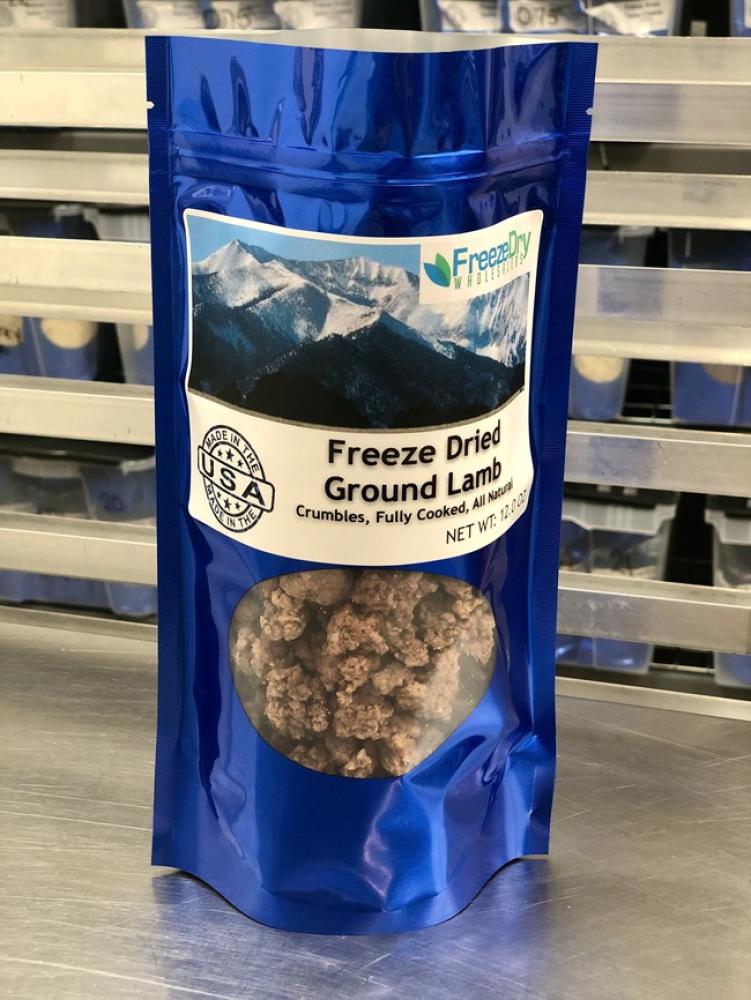 FreezeDry
WHOLESALERS
MADE IN THE
USA
MADE IN THE
Freeze Dried
Ground Lamb
Crumbles, Fully Cooked, All Natural
NET WT: 12.0 OZ